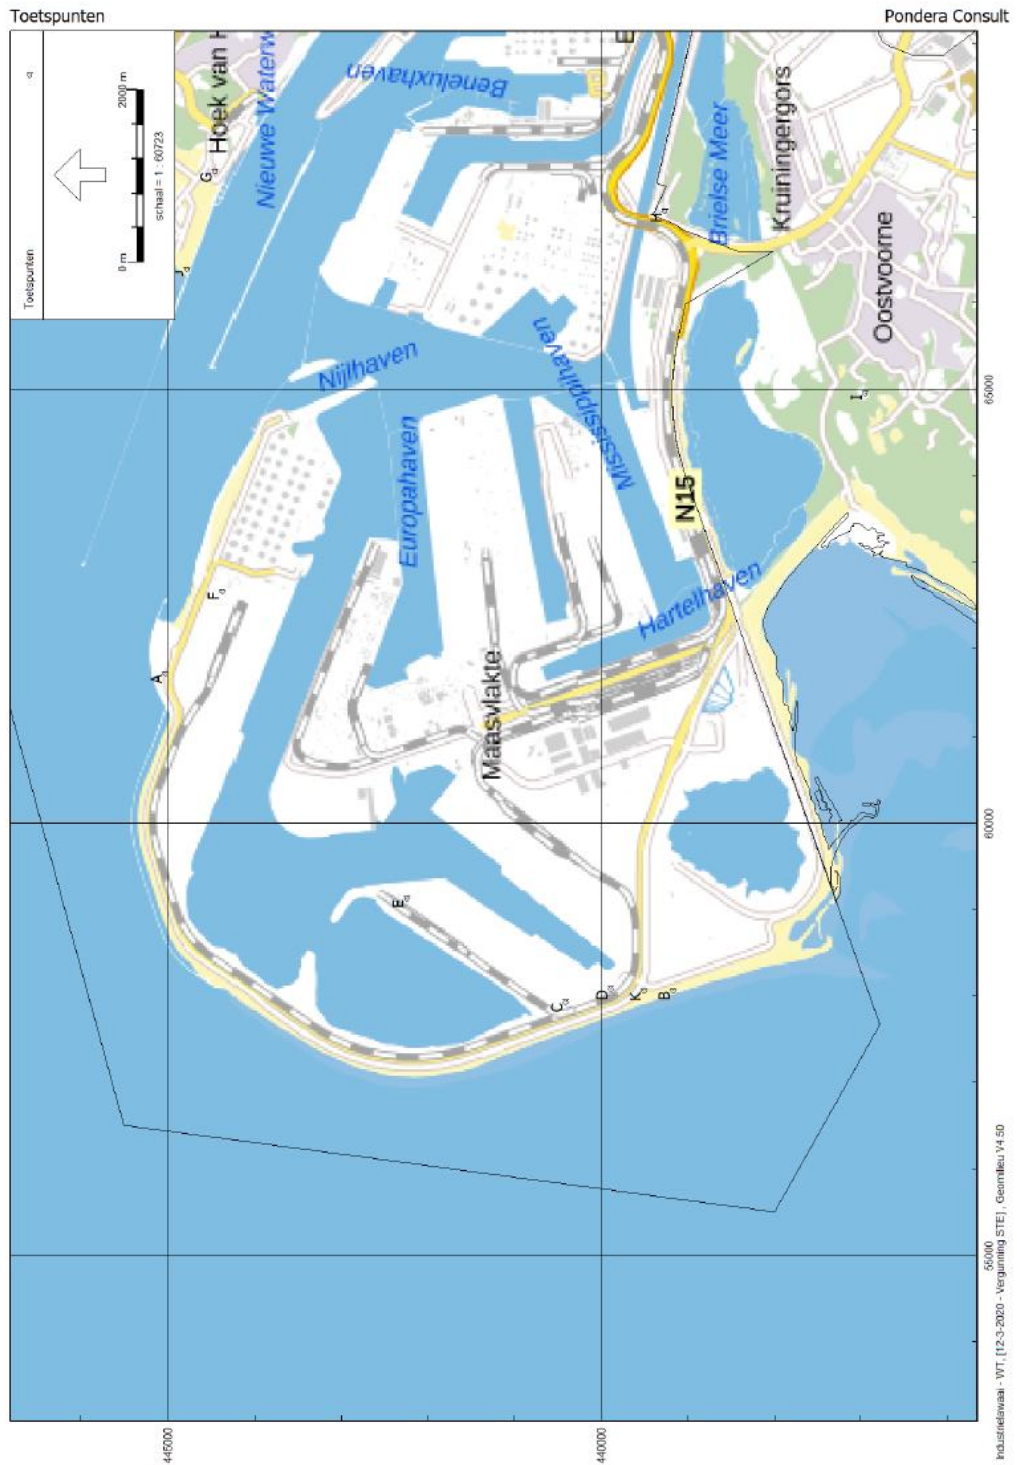 Toetspunten
Pondera Consult
Toetspunten
0 m
2000 m
schaal = 1 : 60723
Hoek van H
Nieuwe Waterw
Beneluxhaven
E
Brielse Meer
Kruiningergors
Oostvoorne
Nijlhaven
Europahaven
Mississippihaven
N15
Hartelhaven
Maasvlakte
G
J
H
I
F
A
E
C
D
K
B
65000
60000
55000
445000
440000
Industrielawaai - WT, [12-3-2020 - Vergunning STE] , Geomilieu V4.50